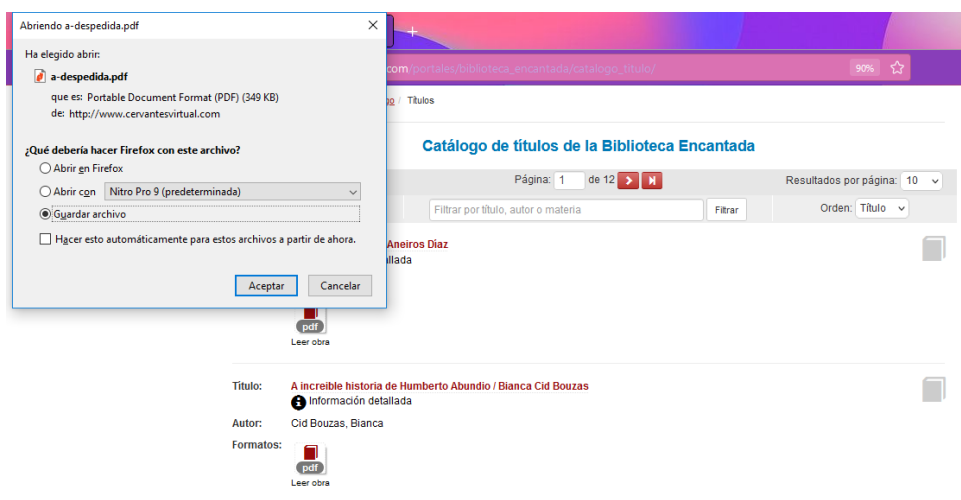 Abriendo a-despedida.pdf
Ha elegido abrir:
a-despedida.pdf
que es: Portable Document Format (PDF) (349 KB)
de: http://www.cervantesvirtual.com
¿Qué debería hacer Firefox con este archivo?
Abrir en Firefox
Abrir con Nitro Pro 9 (predeterminada)
Guardar archivo
Hacer esto automáticamente para estos archivos a partir de ahora.
Aceptar Cancelar
com/portales/biblioteca_encantada/catalogo_titulo/ 90%
/ Títulos
Catálogo de títulos de la Biblioteca Encantada
Página: 1 de 12 Resultados por página: 10
Filtrar por título, autor o materia Filtrar Orden: Título
Aneiros Díaz
pdf
Leer obra
Título: A increible historia de Humberto Abundio / Bianca Cid Bouzas
Información detallada
Autor: Cid Bouzas, Bianca
Formatos:
pdf
Leer obra